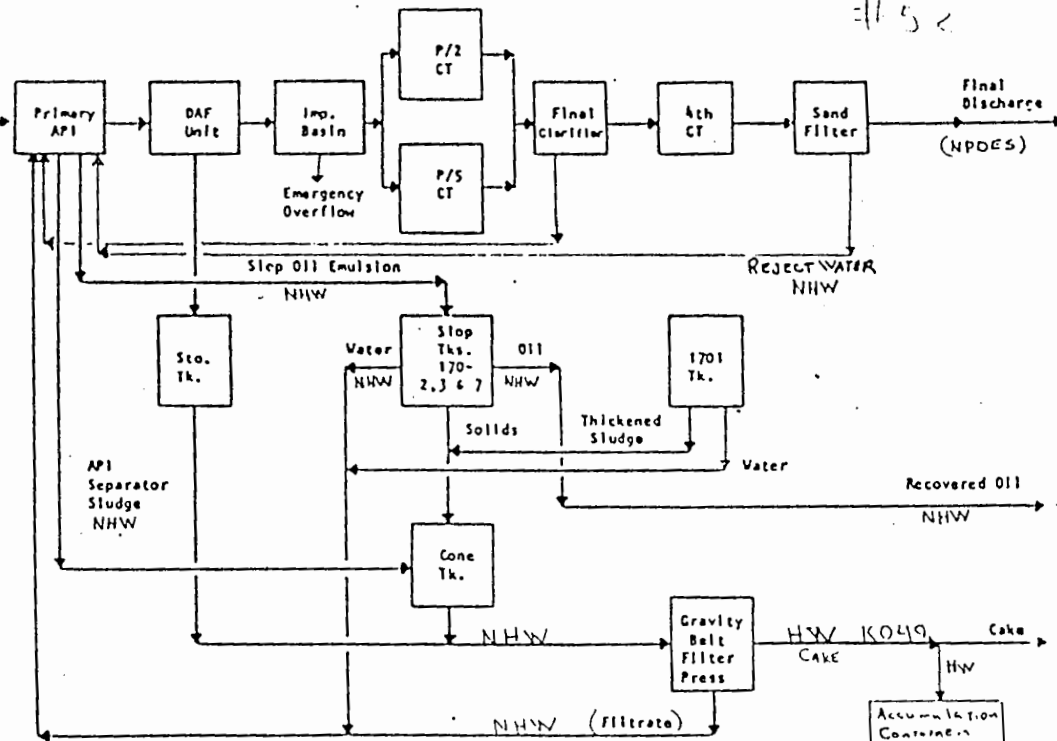 P/2
CT
Primary
API
DAF
Unit
Imp.
Basin
P/5
CT
Final
Clarifier
4th
CT
Sand
Filter
Final
Discharge
(NPDES)
Emergency
Overflow
Slop Oil Emulsion
NHW
REJECT WATER
NHW
Sto.
Tk.
Water
NHW
Slop
Tks.
170-
2,3 6 7
Oil
NHW
1701
Tk.
Solids
Thickened
Sludge
Water
API
Separator
Sludge
NHW
Recovered Oil
NHW
Cone
Tk.
NHW
Gravity
Belt
Filter
Press
HW K049
CAKE
Cake
HW
NHW (Filtrate)
Accumulation
Containers